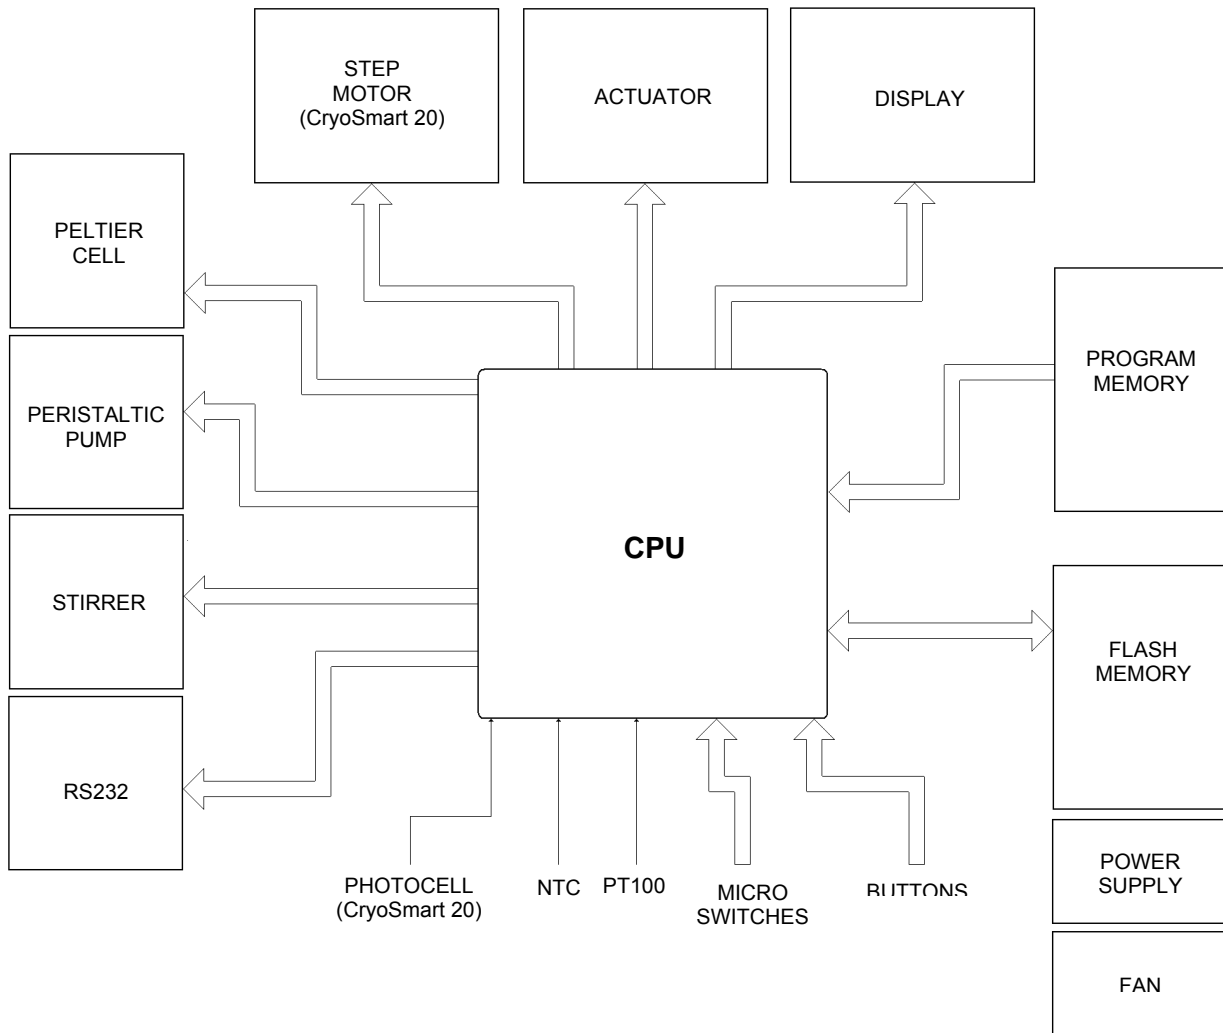 STEP
MOTOR
(CryoSmart 20)
ACTUATOR
DISPLAY
PELTIER
CELL
PROGRAM
MEMORY
PERISTALTIC
PUMP
CPU
STIRRER
FLASH
MEMORY
RS232
PHOTOCELL
(CryoSmart 20)
NTC
PT100
MICRO
SWITCHES
BUTTONS
POWER
SUPPLY
FAN